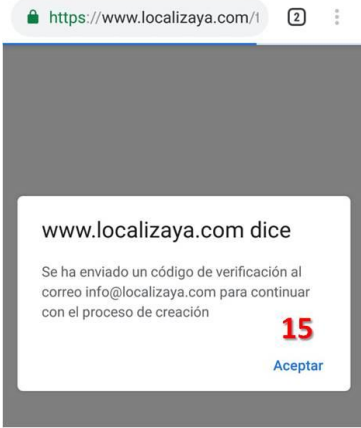 https://www.localizaya.com/t
2
www.localizaya.com dice
Se ha enviado un código de verificación al
correo info@localizaya.com para continuar
con el proceso de creación
15
Aceptar